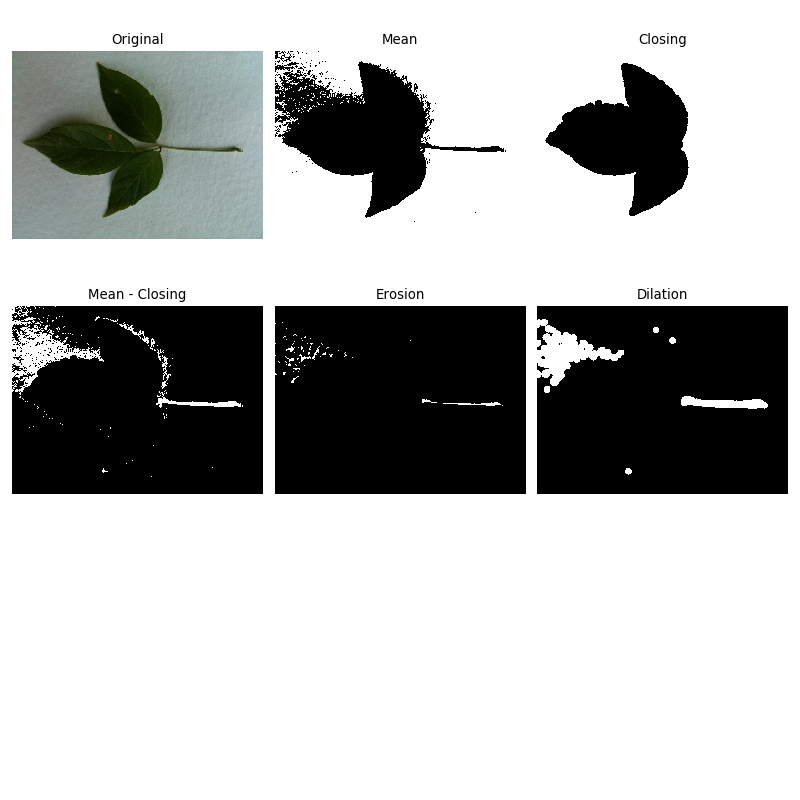 Original
Mean
Closing
Mean - Closing
Erosion
Dilation